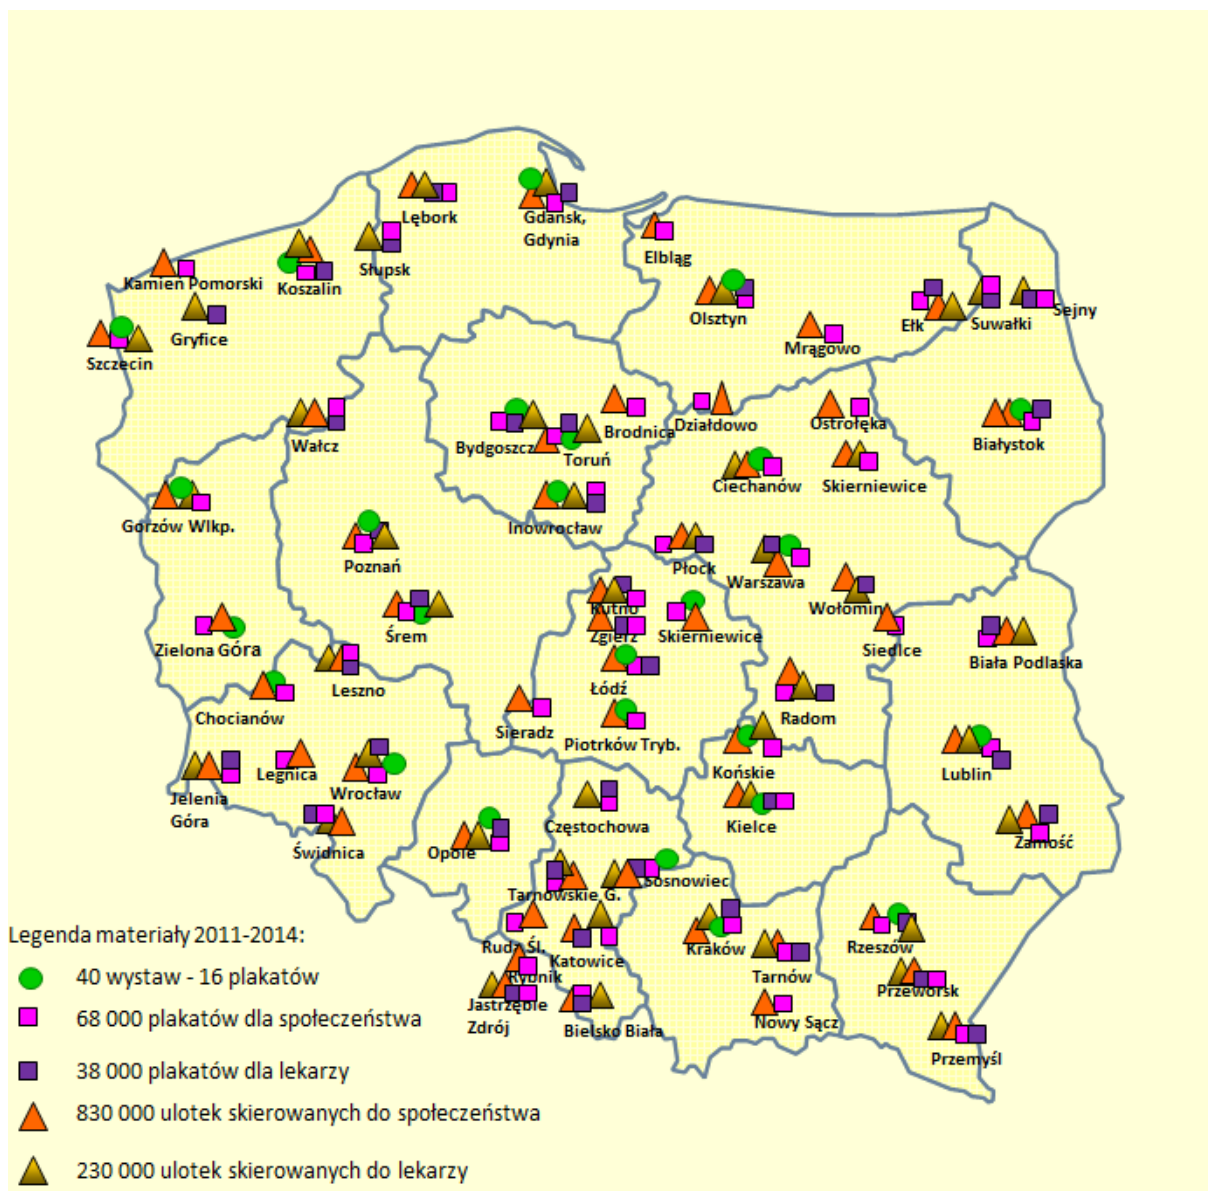 Lębork
Gdańsk,
Gdynia
Elbląg
Słupsk
Kamień Pomorski
Koszalin
Gryfice
Szczecin
Olsztyn
Ełk
Suwałki
Sejny
Mrągowo
Wałcz
Bydgoszcz
Toruń
Brodnica
Działdowo
Ostrołęka
Białystok
Ciechanów
Skierniewice
Gorzów Wlkp.
Inowrocław
Poznań
Płock
Warszawa
Wołomin
Śrem
Kutno
Zgierz
Skierniewice
Siedlce
Biała Podlaska
Zielona Góra
Leszno
Łódź
Chocianów
Sieradz
Piotrków Tryb.
Radom
Legnica
Wrocław
Końskie
Lublin
Jelenia
Góra
Częstochowa
Kielce
Świdnica
Opole
Zamość
Tarnowskie G.
Sosnowiec
Ruda Śl.
Katowice
Kraków
Tarnów
Rzeszów
Rybnik
Przeworsk
Jastrzębie
Zdrój
Bielsko Biała
Nowy Sącz
Przemyśl
Legenda materiały 2011-2014:
40 wystaw - 16 plakatów
68 000 plakatów dla społeczeństwa
38 000 plakatów dla lekarzy
830 000 ulotek skierowanych do społeczeństwa
230 000 ulotek skierowanych do lekarzy